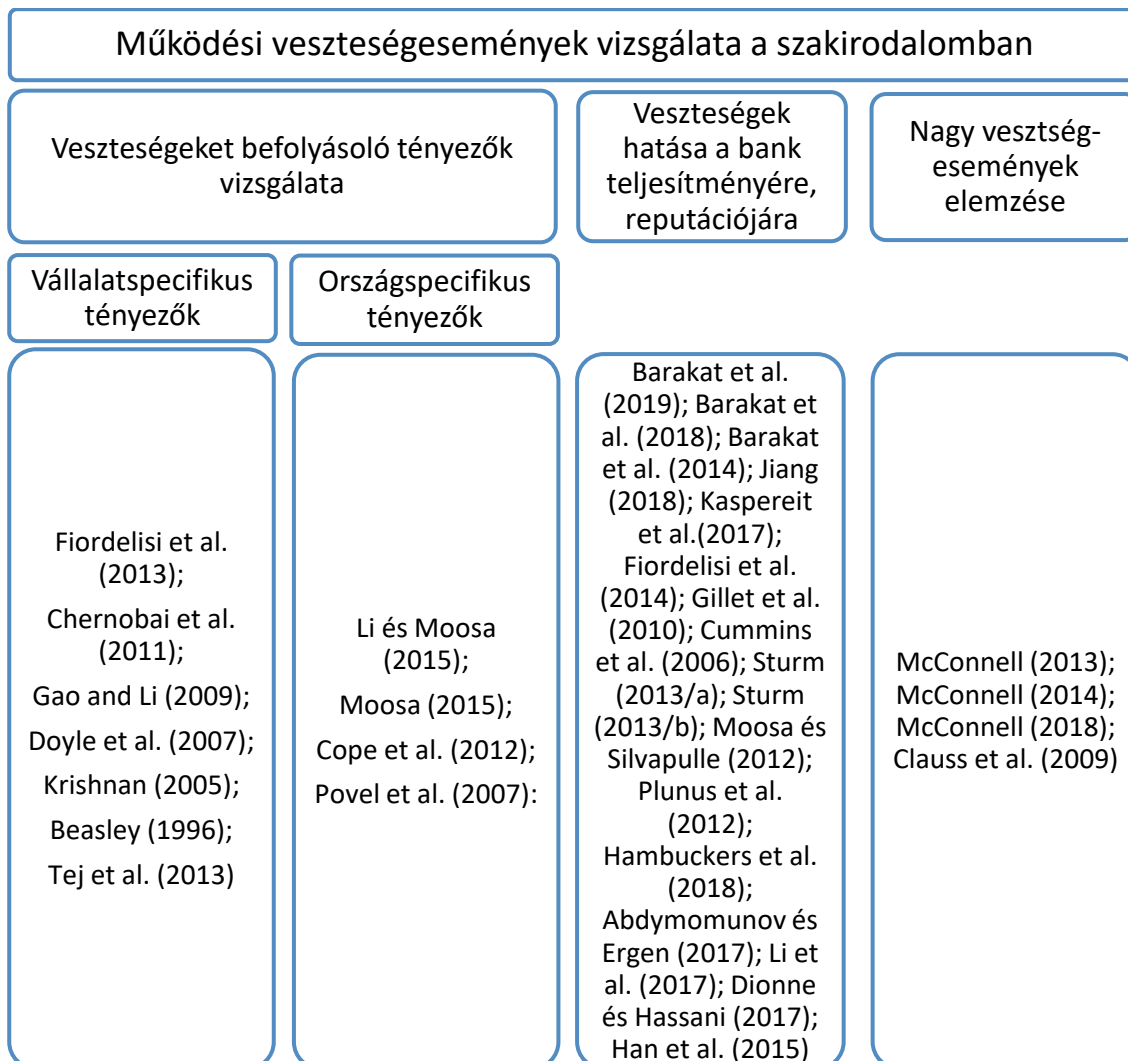 Működési veszteségesemények vizsgálata a szakirodalomban
Veszteségeket befolyásoló tényezők
vizsgálata
Veszteségek
hatása a bank
teljesítményére,
reputációjára
Nagy vesztség-
események
elemzése
Vállalatspecifikus
tényezők
Országspecifikus
tényezők
Fiordelisi et al.
(2013);
Chernobai et al.
(2011);
Gao and Li (2009);
Doyle et al. (2007);
Krishnan (2005);
Beasley (1996);
Tej et al. (2013)
Li és Moosa
(2015);
Moosa (2015);
Cope et al. (2012);
Povel et al. (2007):
Barakat et al.
(2019); Barakat et
al. (2018); Barakat
et al. (2014); Jiang
(2018); Kaspereit
et al.(2017);
Fiordelisi et al.
(2014); Gillet et al.
(2010); Cummins
et al. (2006); Sturm
(2013/a); Sturm
(2013/b); Moosa és
Silvapulle (2012);
Plunus et al.
(2012);
Hambuckers et al.
(2018);
Abdymomunov és
Ergen (2017); Li et
al. (2017); Dionne
és Hassani (2017);
Han et al. (2015)
McConnell (2013);
McConnell (2014);
McConnell (2018);
Clauss et al. (2009)